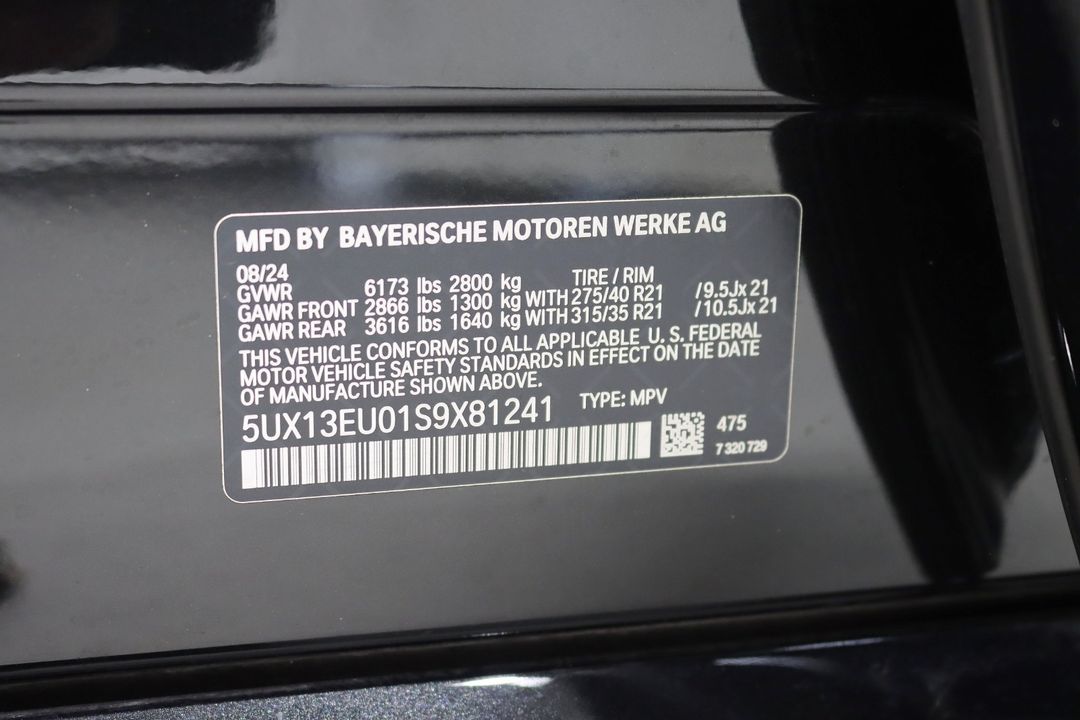 MFD BY BAYERISCHE MOTOREN WERKE AG
08/24 TIRE / RIM
GVWR 6173 lbs 2800 kg
GAWR FRONT 2866 lbs 1300 kg WITH 275/40 R21 /9.5Jx21
GAWR REAR 3616 lbs 1640 kg WITH 315/35 R21 /10.5Jx21
THIS VEHICLE CONFORMS TO ALL APPLICABLE U. S. FEDERAL
MOTOR VEHICLE SAFETY STANDARDS IN EFFECT ON THE DATE
OF MANUFACTURE SHOWN ABOVE.
5UX13EU01S9X81241 TYPE: MPV
475
7 320 729